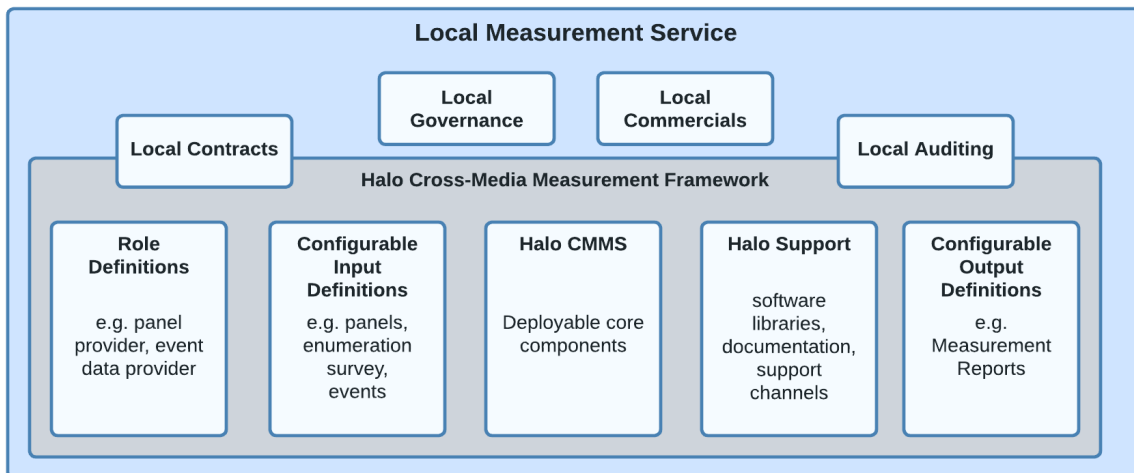 Local Measurement Service
Local
Governance
Local
Commercials
Local Contracts
Local Auditing
Halo Cross-Media Measurement Framework
Role
Definitions
e.g. panel
provider, event
data provider
Configurable
Input
Definitions
e.g. panels,
enumeration
survey,
events
Halo CMMS
Deployable core
components
Halo Support
software
libraries,
documentation,
support
channels
Configurable
Output
Definitions
e.g.
Measurement
Reports